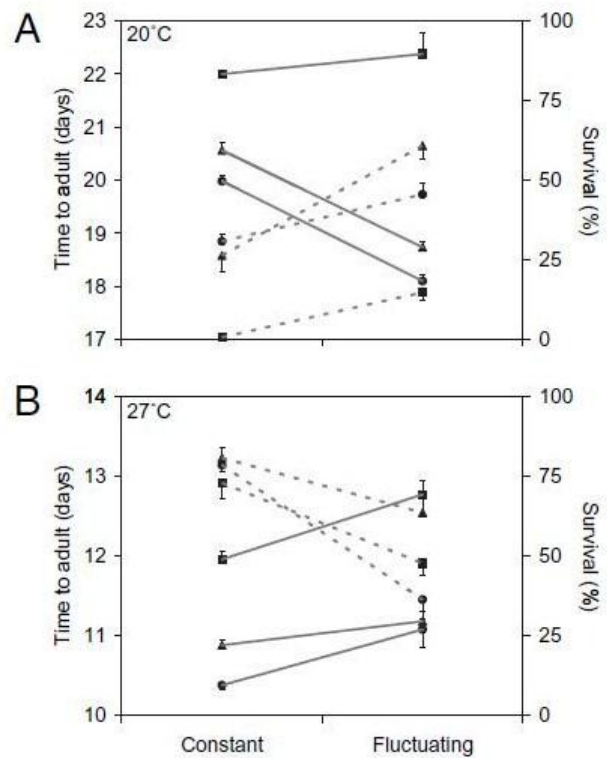 A
20˚C
Time to adult (days)
23
22
21
20
19
18
17
100
75
50
25
0
Survival (%)
B
27˚C
Time to adult (days)
14
13
12
11
10
100
75
50
25
0
Survival (%)
Constant
Fluctuating